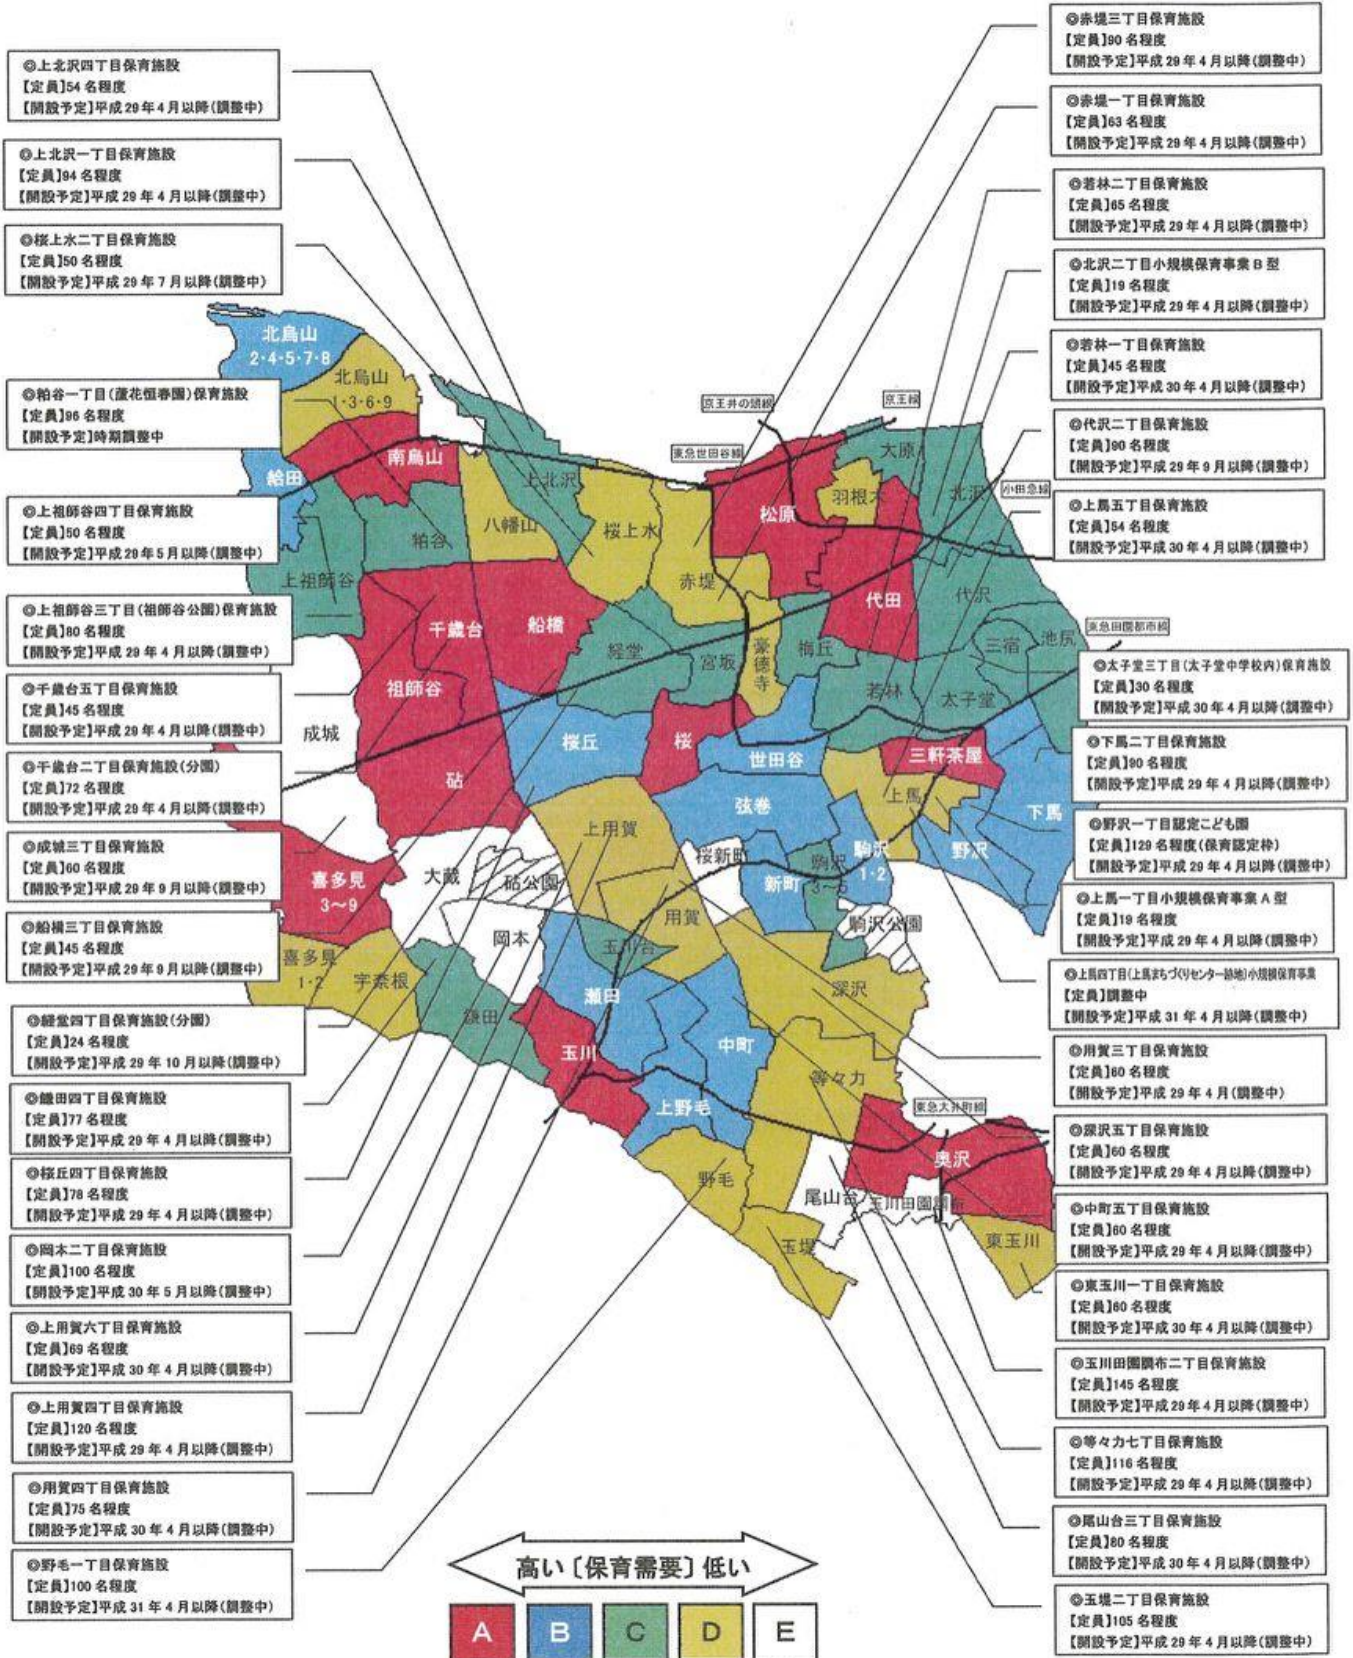 ◎上北沢四丁目保育施設
【定員】54名程度
【開設予定】平成29年4月以降(調整中)
◎上北沢一丁目保育施設
【定員】94名程度
【開設予定】平成29年4月以降(調整中)
◎桜上水二丁目保育施設
【定員】50名程度
【開設予定】平成29年7月以降(調整中)
◎粕谷一丁目(蘆花恒春園)保育施設
【定員】96名程度
【開設予定】時期調整中
◎上祖師谷四丁目保育施設
【定員】50名程度
【開設予定】平成29年5月以降(調整中)
◎上祖師谷三丁目(祖師谷公園)保育施設
【定員】80名程度
【開設予定】平成29年4月以降(調整中)
◎千歳台五丁目保育施設
【定員】45名程度
【開設予定】平成29年4月以降(調整中)
◎千歳台二丁目保育施設(分園)
【定員】72名程度
【開設予定】平成29年4月以降(調整中)
◎成城三丁目保育施設
【定員】60名程度
【開設予定】平成29年9月以降(調整中)
◎船橋三丁目保育施設
【定員】45名程度
【開設予定】平成29年9月以降(調整中)
◎経堂四丁目保育施設(分園)
【定員】24名程度
【開設予定】平成29年10月以降(調整中)
◎鎌田四丁目保育施設
【定員】77名程度
【開設予定】平成29年4月以降(調整中)
◎桜丘四丁目保育施設
【定員】78名程度
【開設予定】平成29年4月以降(調整中)
◎岡本二丁目保育施設
【定員】100名程度
【開設予定】平成30年5月以降(調整中)
◎上用賀六丁目保育施設
【定員】69名程度
【開設予定】平成30年4月以降(調整中)
◎上用賀四丁目保育施設
【定員】120名程度
【開設予定】平成29年4月以降(調整中)
◎用賀四丁目保育施設
【定員】75名程度
【開設予定】平成30年4月以降(調整中)
◎野毛一丁目保育施設
【定員】100名程度
【開設予定】平成31年4月以降(調整中)
北烏山
2・4・5・7・8
北烏山
1・3・6・9
南烏山
給田
上北沢
八幡山
粕谷
上祖師谷
桜上水
赤堤
松原
羽根木
大原
北沢
京王井の頭線
京王線
東急世田谷線
小田急線
代田
代沢
千歳台
船橋
祖師谷
経堂
宮坂
豪徳寺
梅丘
三宿
池尻
東急田園都市線
若林
太子堂
成城
砧
桜丘
桜
世田谷
三軒茶屋
上馬
下馬
弦巻
上用賀
桜新町
駒沢
1・2
駒沢
3～5
野沢
新町
喜多見
3～9
大蔵
砧公園
岡本
用賀
玉川台
駒沢公園
喜多見
1・2
宇奈根
鎌田
瀬田
深沢
玉川
中町
等々力
上野毛
東急大井町線
奥沢
野毛
尾山台
玉川田園調布
玉堤
東玉川
◎赤堤三丁目保育施設
【定員】90名程度
【開設予定】平成29年4月以降(調整中)
◎赤堤一丁目保育施設
【定員】63名程度
【開設予定】平成29年4月以降(調整中)
◎若林二丁目保育施設
【定員】65名程度
【開設予定】平成29年4月以降(調整中)
◎北沢二丁目小規模保育事業B型
【定員】19名程度
【開設予定】平成29年4月以降(調整中)
◎若林一丁目保育施設
【定員】45名程度
【開設予定】平成30年4月以降(調整中)
◎代沢二丁目保育施設
【定員】90名程度
【開設予定】平成29年9月以降(調整中)
◎上馬五丁目保育施設
【定員】54名程度
【開設予定】平成30年4月以降(調整中)
◎太子堂三丁目(太子堂中学校内)保育施設
【定員】30名程度
【開設予定】平成30年4月以降(調整中)
◎下馬二丁目保育施設
【定員】90名程度
【開設予定】平成29年4月以降(調整中)
◎野沢一丁目認定こども園
【定員】129名程度(保育認定枠)
【開設予定】平成29年4月以降(調整中)
◎上馬一丁目小規模保育事業A型
【定員】19名程度
【開設予定】平成29年4月以降(調整中)
◎上馬四丁目(上馬まちづくりセンター跡地)小規模保育事業
【定員】調整中
【開設予定】平成31年4月以降(調整中)
◎用賀三丁目保育施設
【定員】60名程度
【開設予定】平成29年4月(調整中)
◎深沢五丁目保育施設
【定員】60名程度
【開設予定】平成29年4月以降(調整中)
◎中町五丁目保育施設
【定員】60名程度
【開設予定】平成29年4月以降(調整中)
◎東玉川一丁目保育施設
【定員】60名程度
【開設予定】平成30年4月以降(調整中)
◎玉川田園調布二丁目保育施設
【定員】145名程度
【開設予定】平成29年4月以降(調整中)
◎等々力七丁目保育施設
【定員】116名程度
【開設予定】平成29年4月以降(調整中)
◎尾山台三丁目保育施設
【定員】80名程度
【開設予定】平成30年4月以降(調整中)
◎玉堤二丁目保育施設
【定員】105名程度
【開設予定】平成29年4月以降(調整中)
高い〔保育需要〕低い
A B C D E